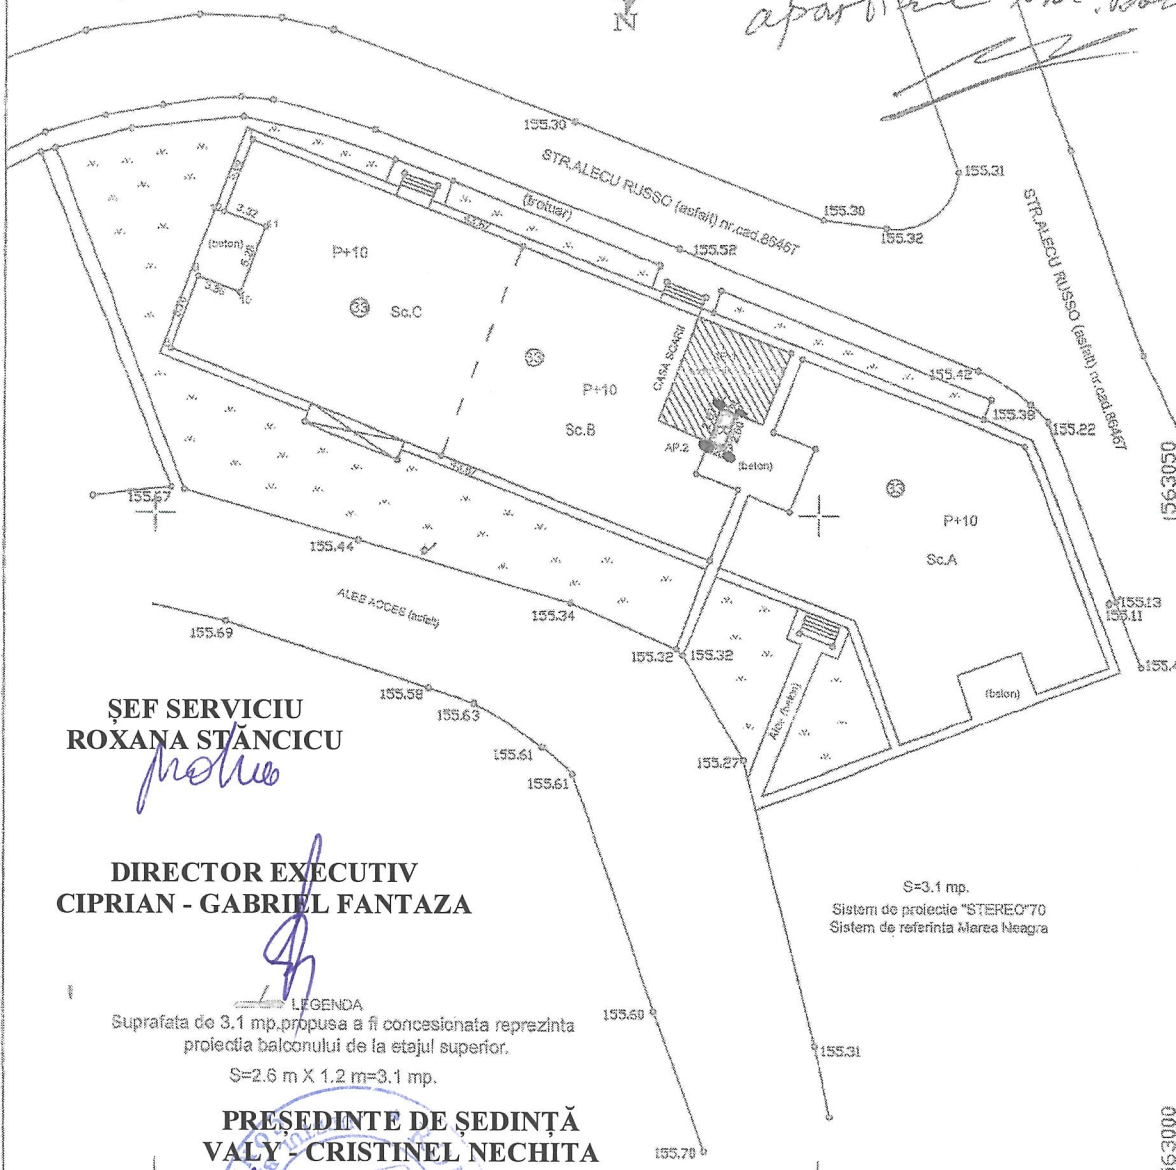 N
155.30
155.31
STR.ALECU RUSSO (asfalt) nr.cad.86467
155.30
155.32
(trotuar)
155.52
STR.ALECU RUSSO (asfalt) nr.cad.86467
3.32
11
(beton)
P+10
33
Sc.C
10
33
P+10
Sc.B
CASA SCARII
AP.2
(beton)
155.42
155.39
155.22
33
P+10
Sc.A
1563050
155.67
155.44
ALEE ACCES (asfalt)
155.34
155.69
155.32
155.32
155.13
155.11
155.58
155.63
(beton)
Alee (beton)
155.61
155.27
155.61
ȘEF SERVICIU
ROXANA STĂNCICU
DIRECTOR EXECUTIV
CIPRIAN - GABRIEL FANTAZA
S=3.1 mp.
Sistem de proiectie "STEREO"70
Sistem de referinta Marea Neagra
LEGENDA
Suprafata de 3.1 mp.propusa a fi concesionata reprezinta
proiectia balconului de la etajul superior.
S=2.6 m X 1.2 m=3.1 mp.
155.60
155.31
PREȘEDINTE DE ȘEDINȚĂ
VALY - CRISTINEL NECHITA
155.70